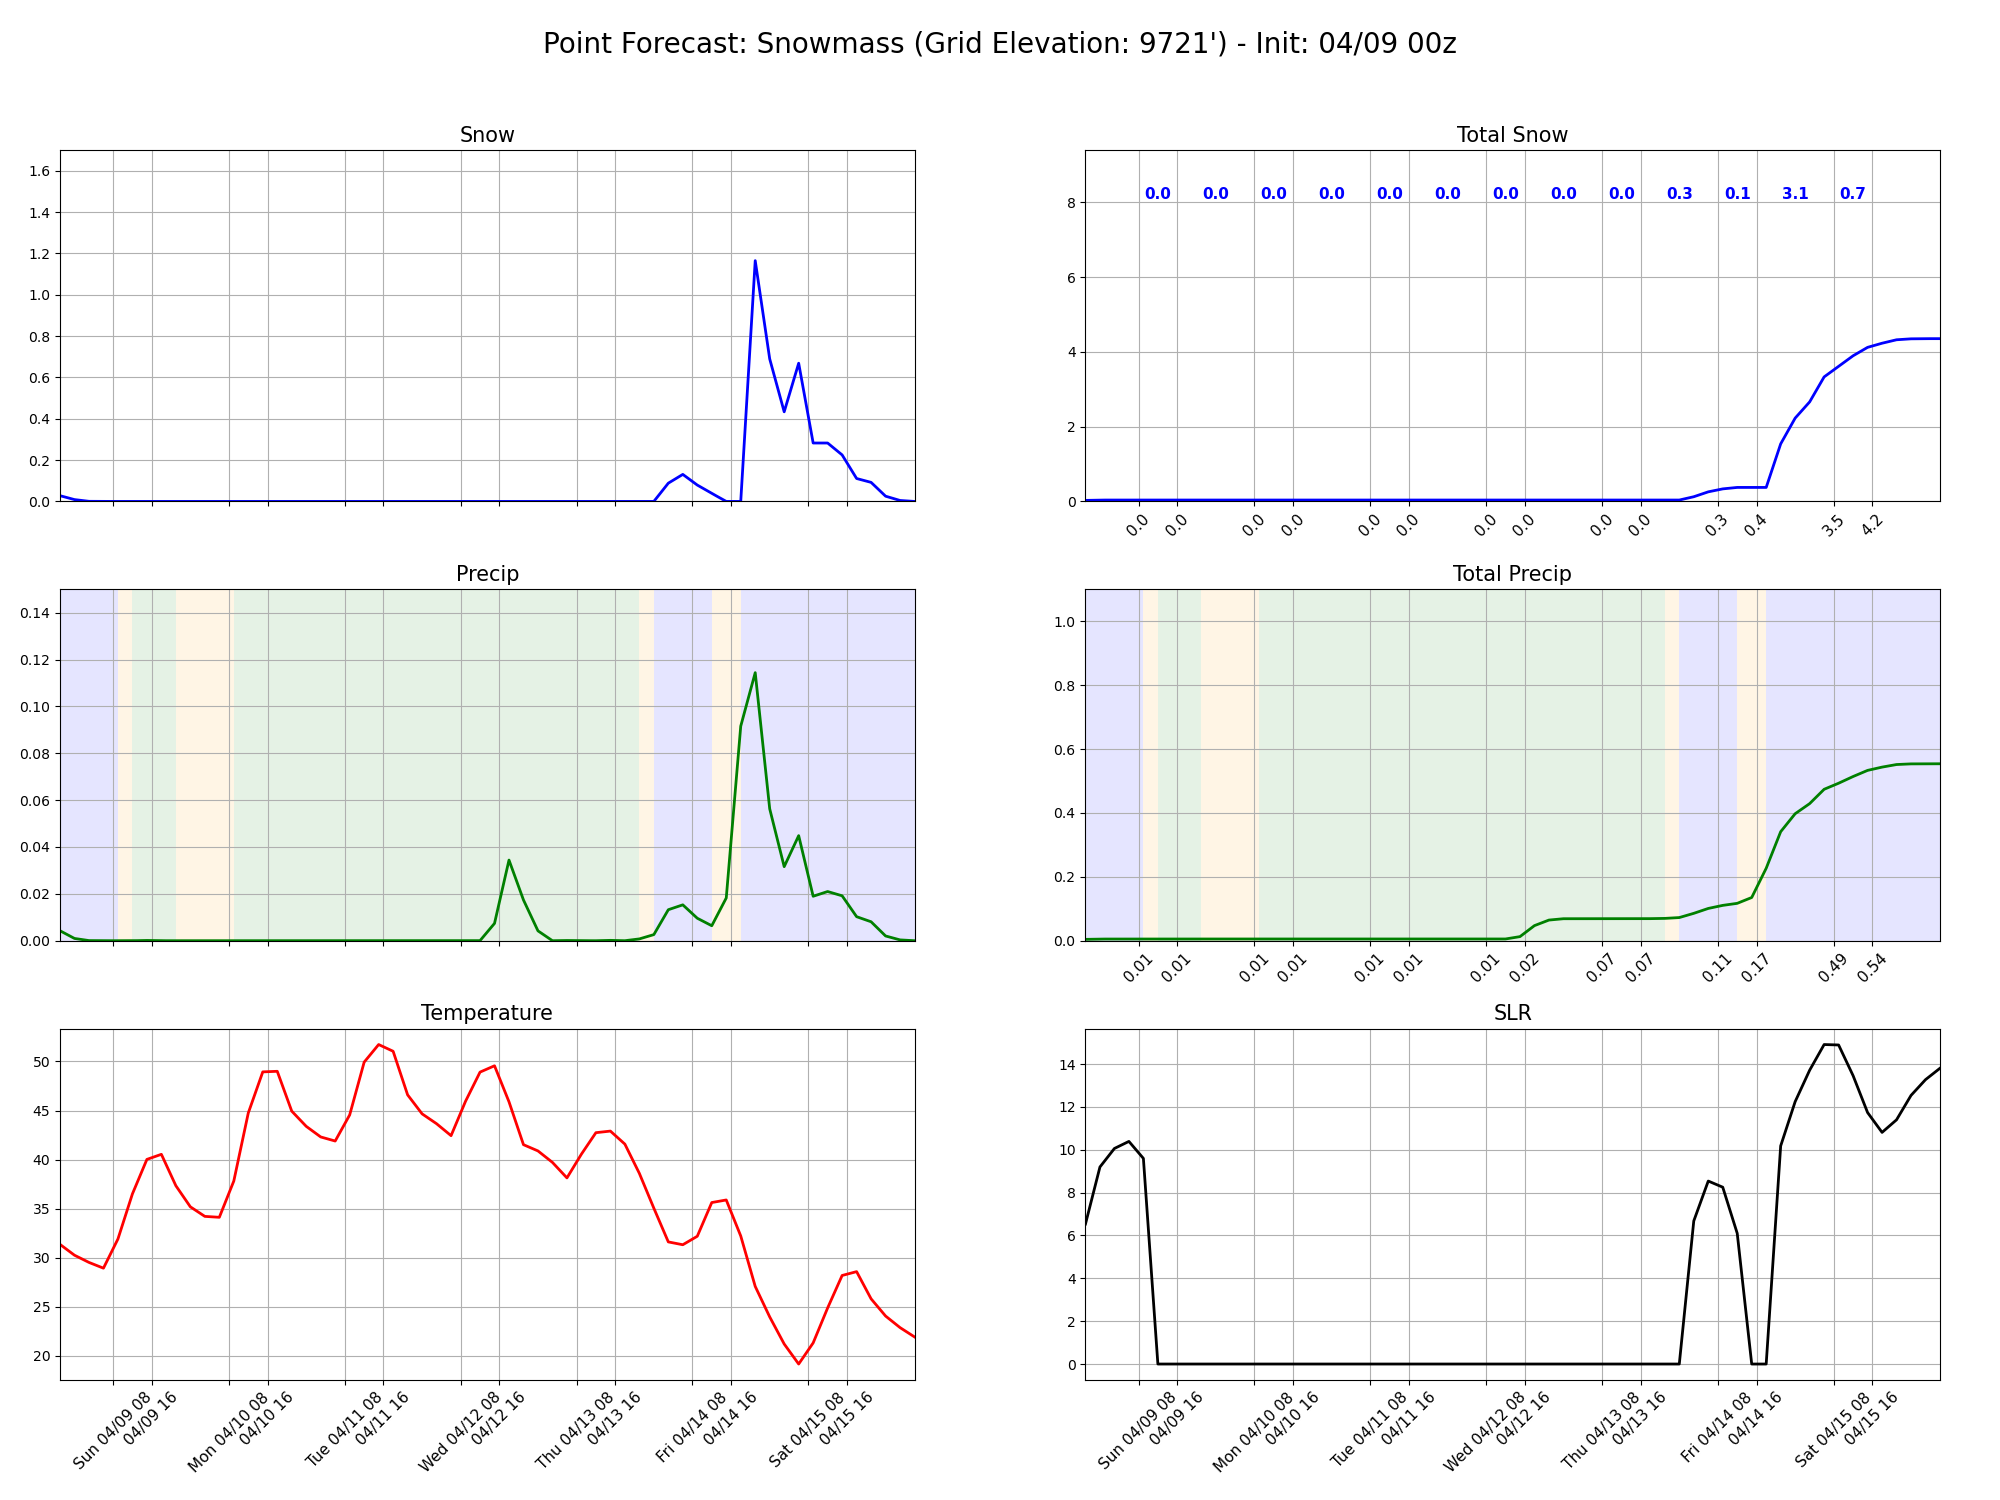 Point Forecast: Snowmass (Grid Elevation: 9721') - Init: 04/09 00z
Snow
1.6
1.4
1.2
1.0
0.8
0.6
0.4
0.2
0.0
Total Snow
0.0 0.0 0.0 0.0 0.0 0.0 0.0 0.0 0.0 0.3 0.1 3.1 0.7
8
6
4
2
0
0.0 0.0 0.0 0.0 0.0 0.0 0.0 0.0 0.0 0.0 0.3 0.4 3.5 4.2
Precip
0.14
0.12
0.10
0.08
0.06
0.04
0.02
0.00
Total Precip
1.0
0.8
0.6
0.4
0.2
0.0
0.01 0.01 0.01 0.01 0.01 0.01 0.01 0.02 0.07 0.07 0.11 0.17 0.49 0.54
Temperature
50
45
40
35
30
25
20
Sun 04/09 08
04/09 16
Mon 04/10 08
04/10 16
Tue 04/11 08
04/11 16
Wed 04/12 08
04/12 16
Thu 04/13 08
04/13 16
Fri 04/14 08
04/14 16
Sat 04/15 08
04/15 16
SLR
14
12
10
8
6
4
2
0
Sun 04/09 08
04/09 16
Mon 04/10 08
04/10 16
Tue 04/11 08
04/11 16
Wed 04/12 08
04/12 16
Thu 04/13 08
04/13 16
Fri 04/14 08
04/14 16
Sat 04/15 08
04/15 16